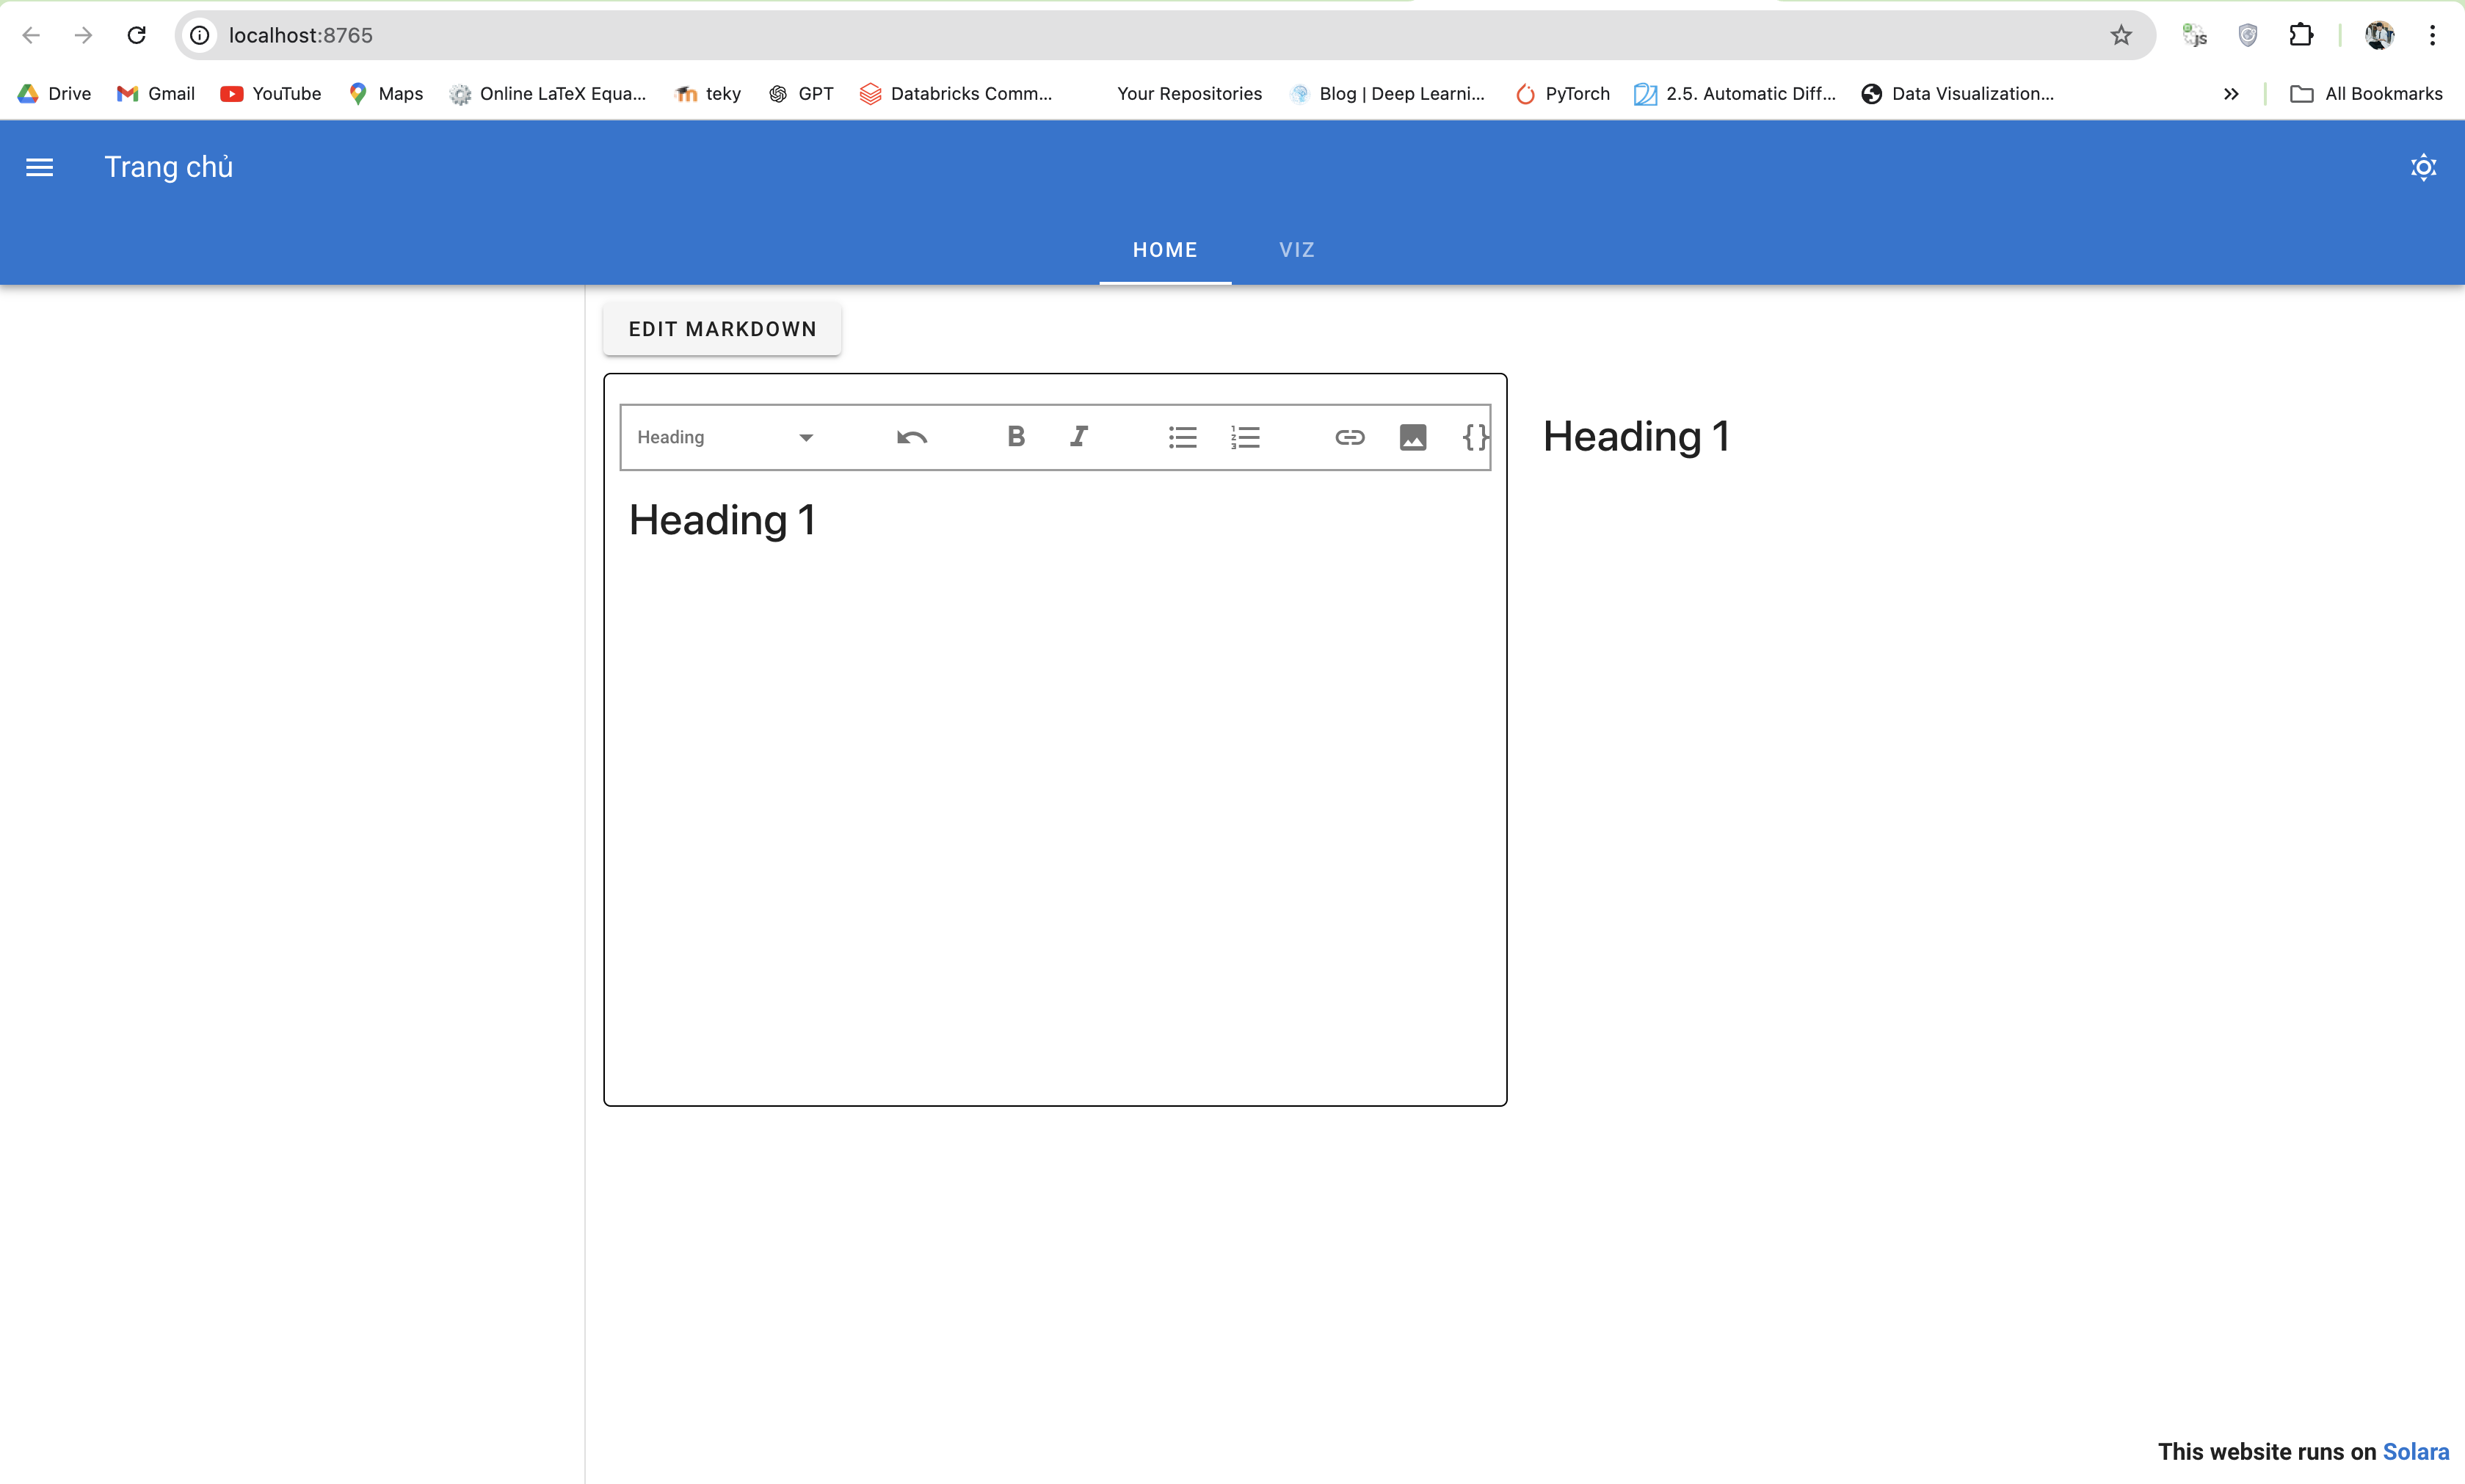 localhost:8765
Drive Gmail YouTube Maps Online LaTeX Equa... teky GPT Databricks Comm... Your Repositories Blog | Deep Learni... PyTorch 2.5. Automatic Diff... Data Visualization... All Bookmarks
Trang chủ
HOME VIZ
EDIT MARKDOWN
Heading B I {}
Heading 1
Heading 1
This website runs on Solara